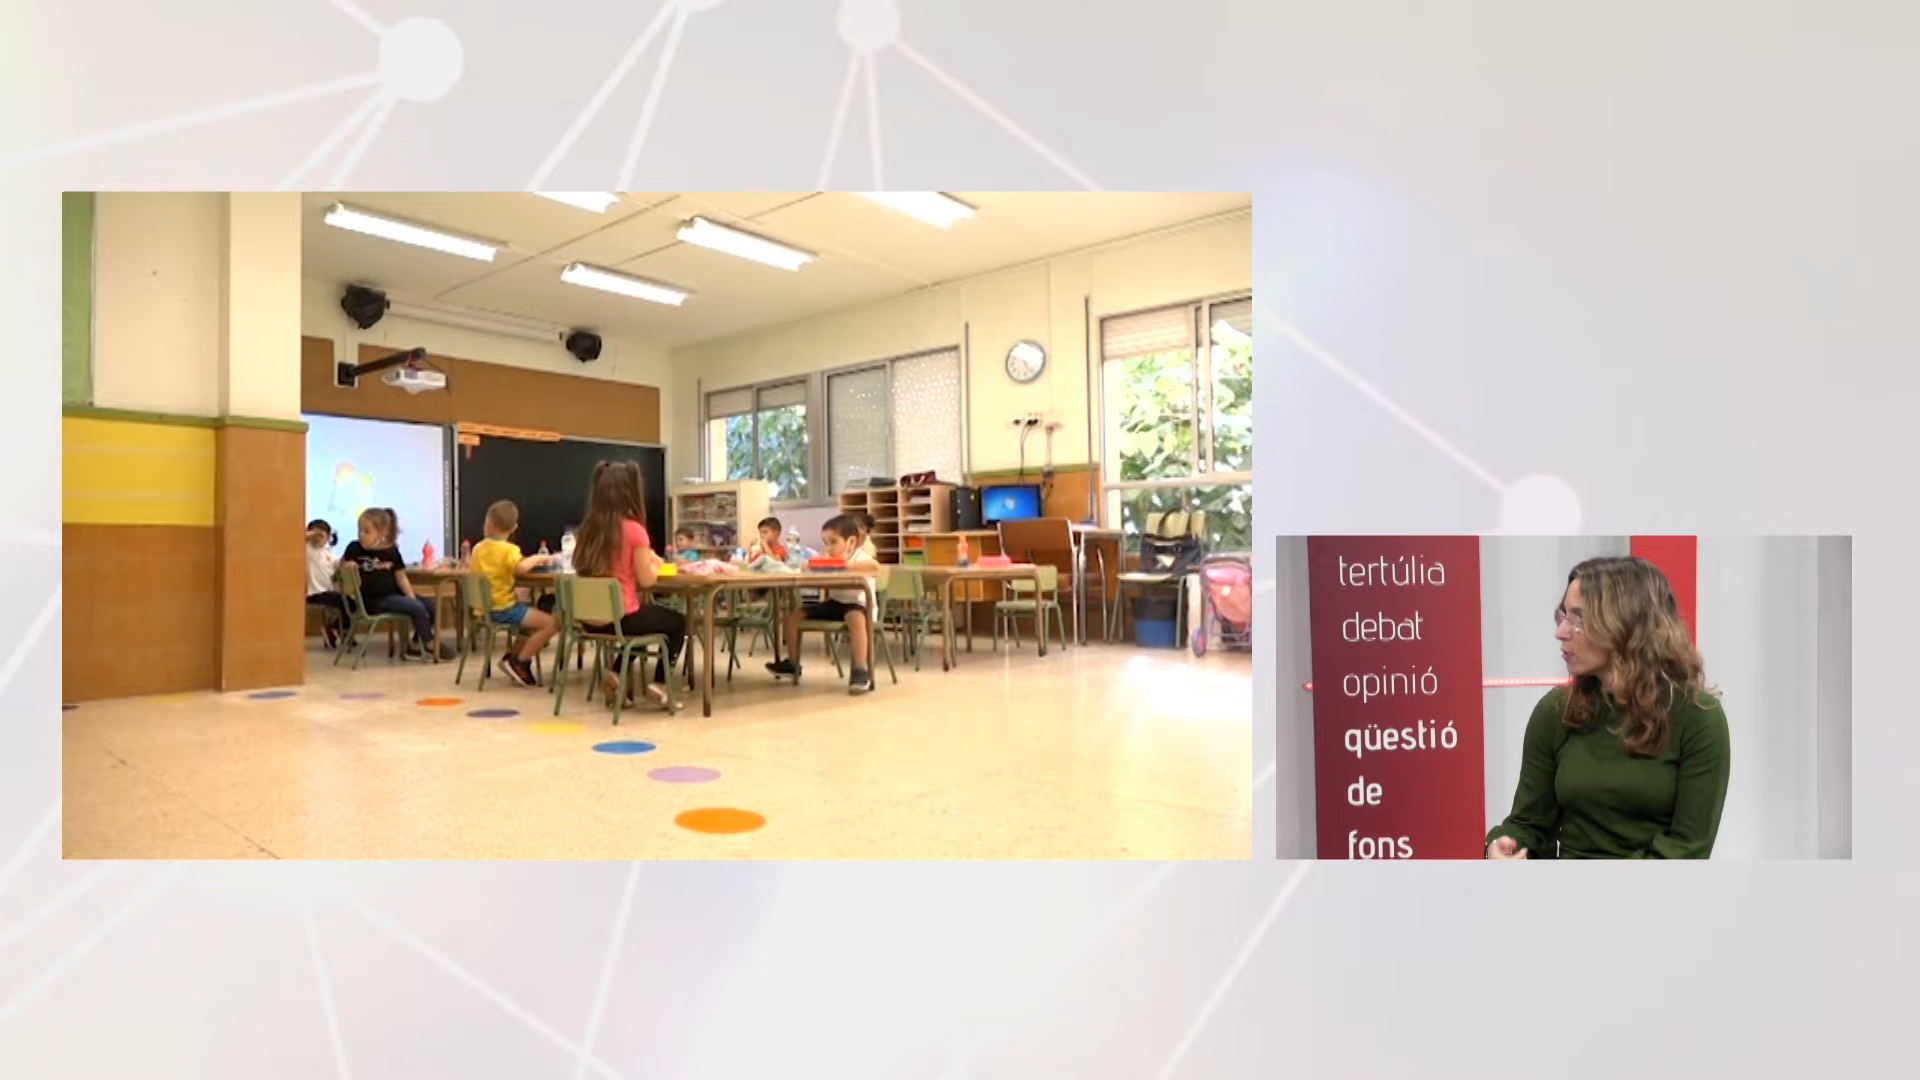 tertúlia
debat
opinió
qüestió
de
fons